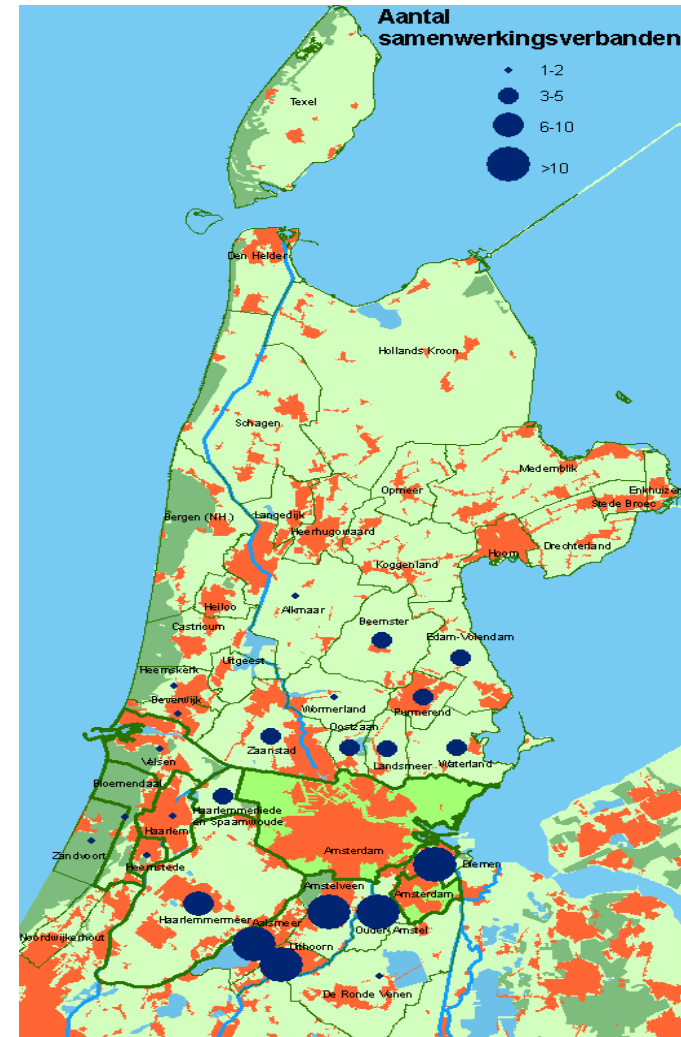 Aantal
samenwerkingsverbanden
1-2
3-5
6-10
>10
Texel
Den Helder
Hollands Kroon
Schagen
Medemblik
Opmeer
Enkhuizen
Stede Broec
Bergen (NH.)
Langedijk
Heerhugowaard
Hoorn
Drechterland
Koggenland
Heiloo
Alkmaar
Castricum
Beemster
Edam-Volendam
Uitgeest
Heemskerk
Beverwijk
Wormerland
Purmerend
Oostzaan
Zaanstad
Landsmeer
Waterland
Velsen
Bloemendaal
Haarlemmerliede
en Spaarnwoude
Haarlem
Zandvoort
Heemstede
Amsterdam
Diemen
Amstelveen
Amsterdam
Haarlemmermeer
Aalsmeer
Ouder-Amstel
Noordwijkerhout
Uithoorn
De Ronde Venen